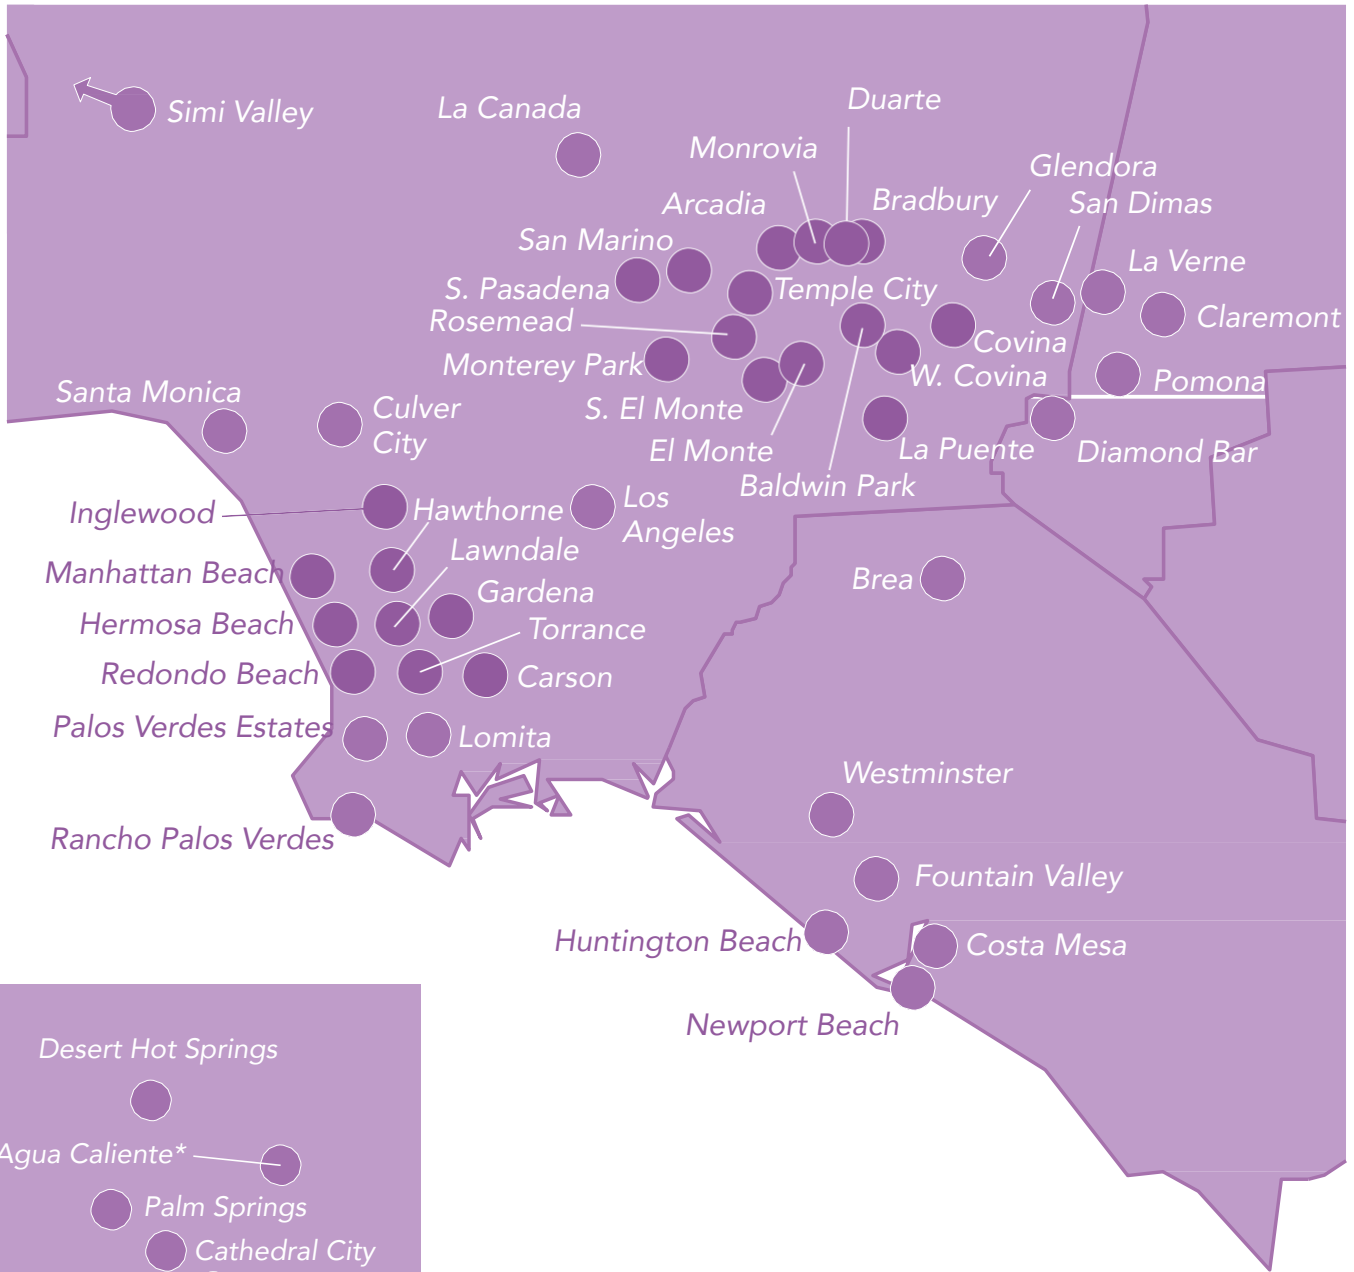 Simi Valley
La Canada
Duarte
Monrovia
Glendora
Arcadia
Bradbury
San Dimas
San Marino
La Verne
S. Pasadena
Temple City
Claremont
Rosemead
Covina
Monterey Park
W. Covina
Pomona
Santa Monica
Culver
City
S. El Monte
El Monte
La Puente
Diamond Bar
Baldwin Park
Inglewood
Hawthorne
Los
Angeles
Lawndale
Manhattan Beach
Brea
Gardena
Hermosa Beach
Torrance
Redondo Beach
Carson
Palos Verdes Estates
Lomita
Westminster
Rancho Palos Verdes
Fountain Valley
Huntington Beach
Costa Mesa
Newport Beach
Desert Hot Springs
Agua Caliente*
Palm Springs
Cathedral City